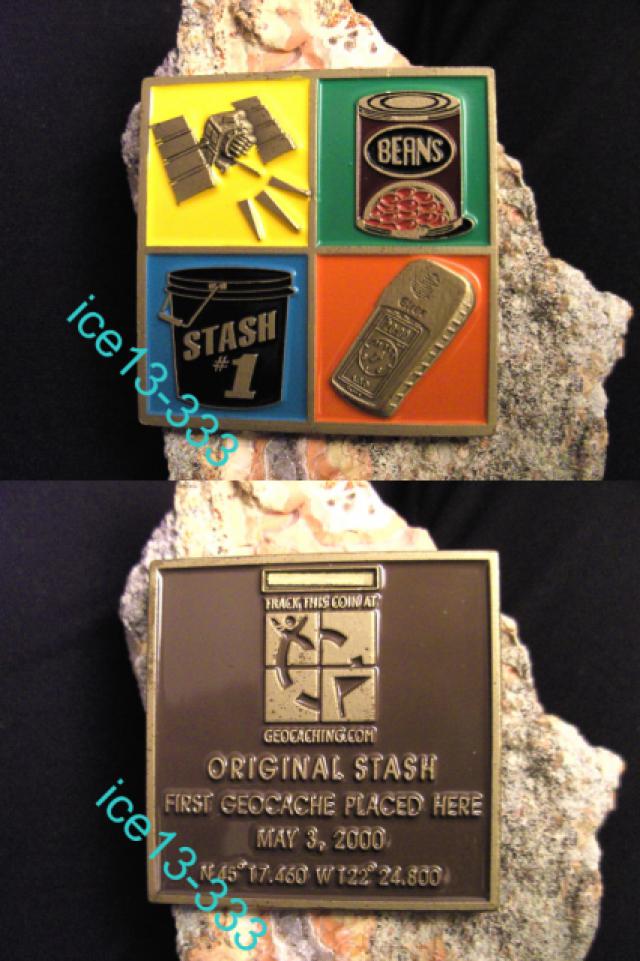 BEANS
STASH
#1
ice13-333
TRACK THIS COIN AT
GEOCACHING.COM
ORIGINAL STASH
FIRST GEOCACHE PLACED HERE
MAY 3, 2000
N 45° 17.460 W 122° 24.800
ice13-333